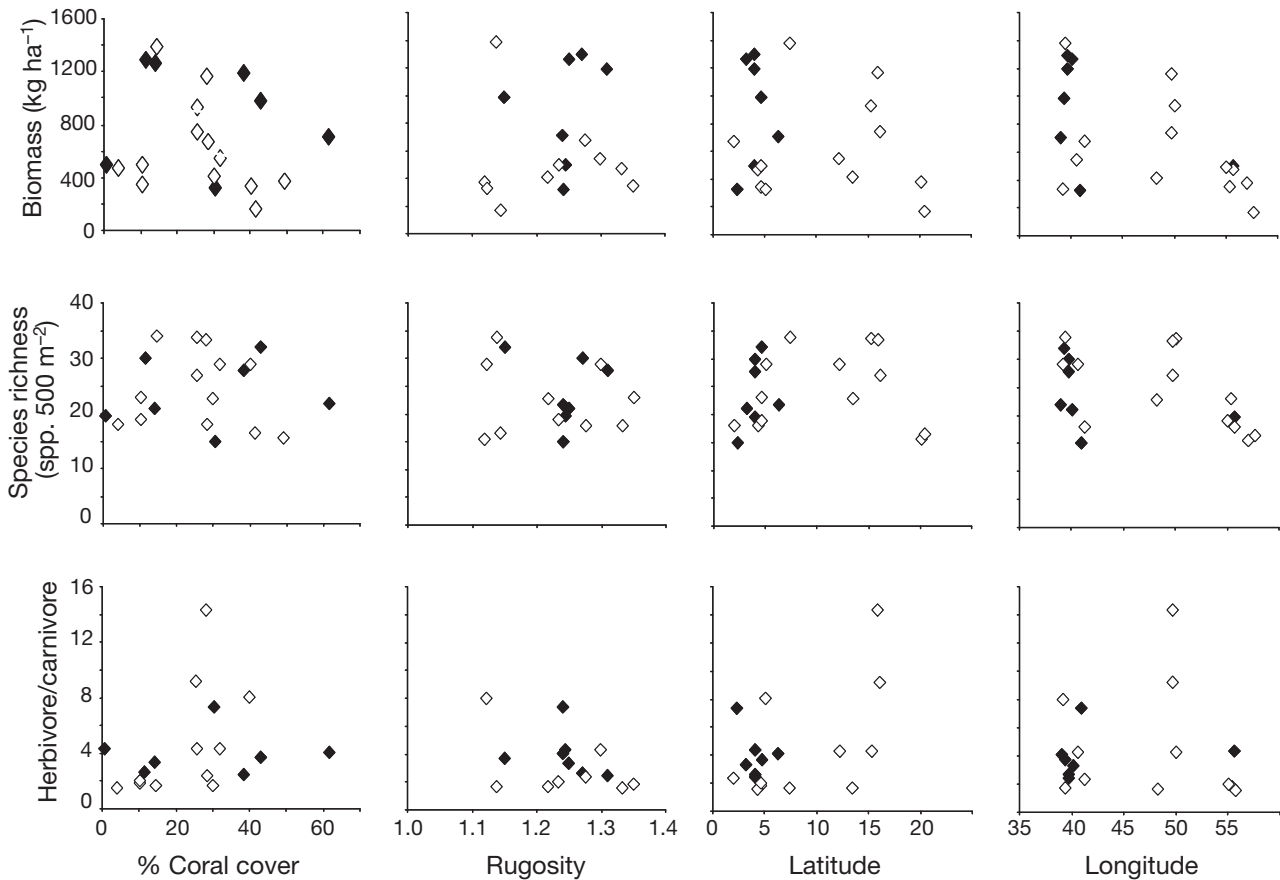 Biomass (kg ha⁻¹)
1600
1200
800
400
0
Species richness
(spp. 500 m⁻²)
40
30
20
10
0
Herbivore/carnivore
16
12
8
4
0
0 20 40 60
1.0 1.1 1.2 1.3 1.4
0 5 10 15 20
35 40 45 50 55
% Coral cover Rugosity Latitude Longitude